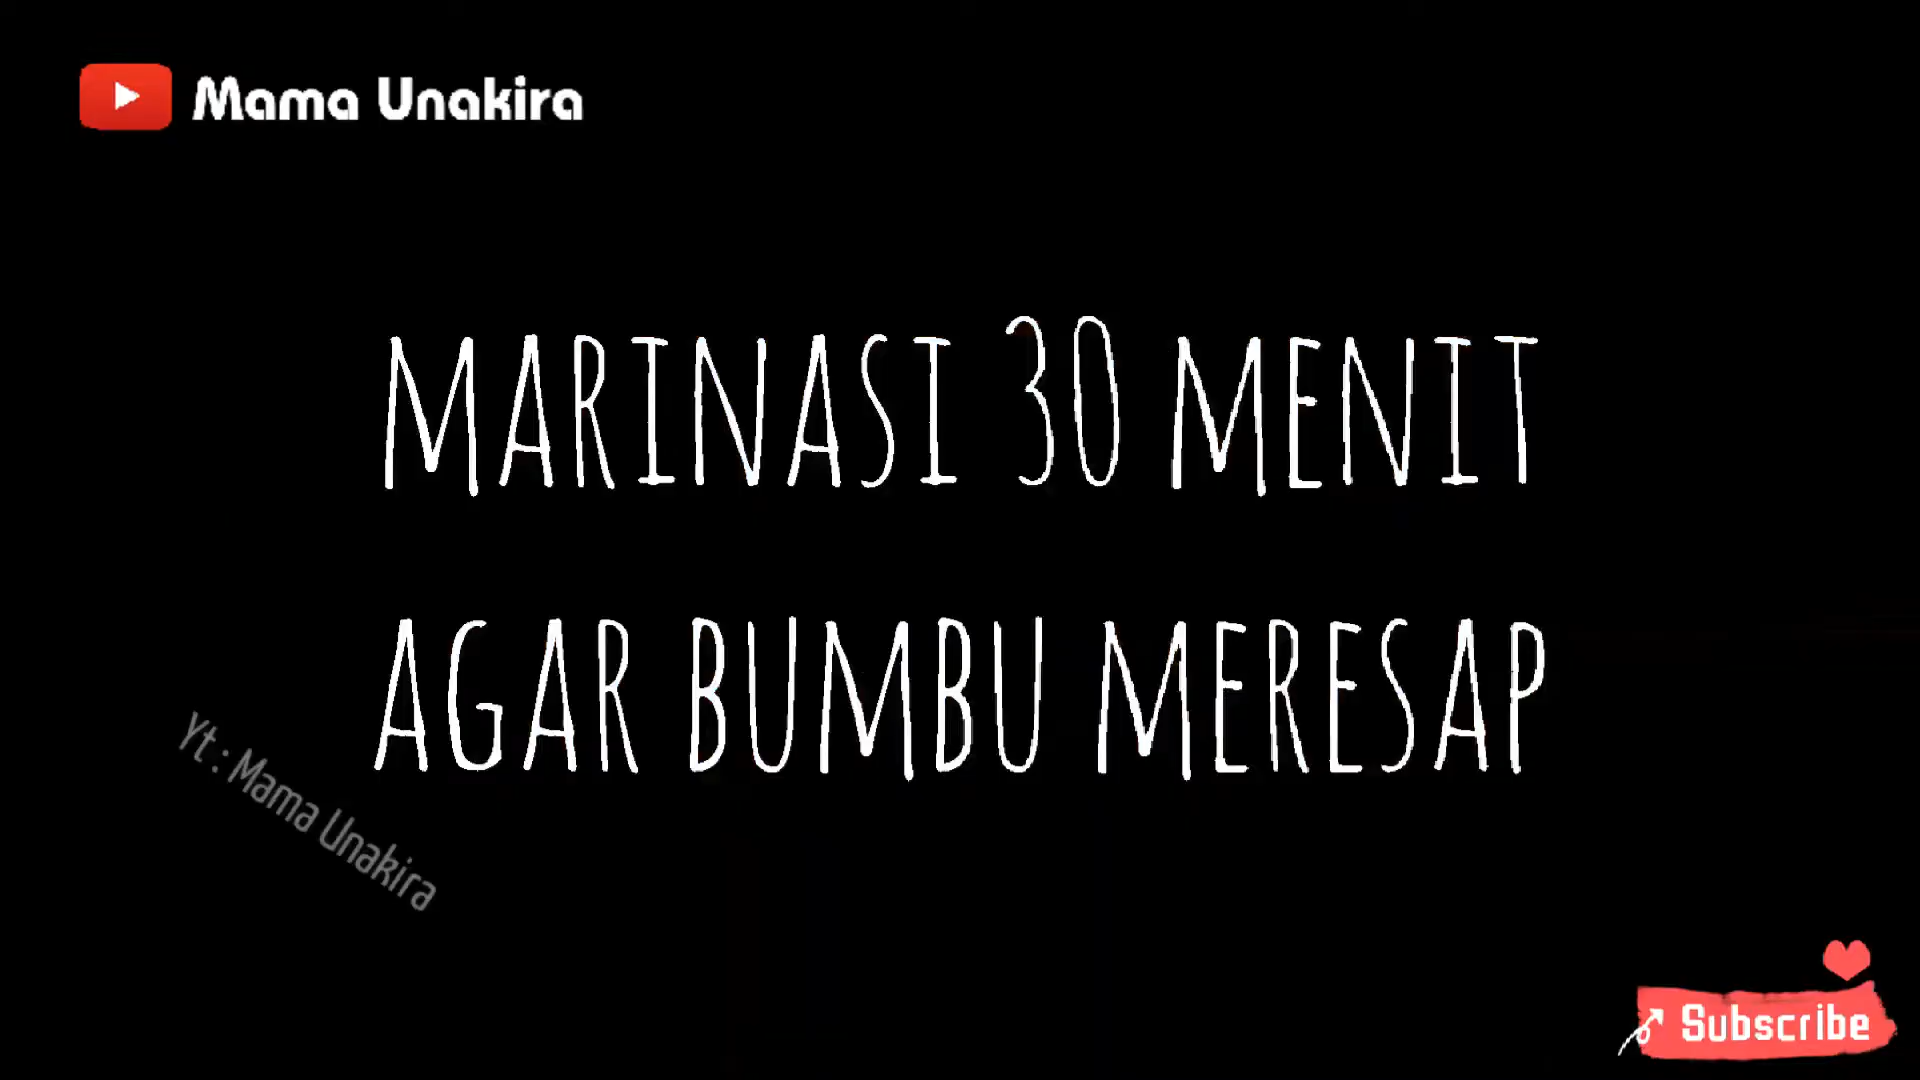 Mama Unakira
MARINASI 30 MENIT
AGAR BUMBU MERESAP
Yt : Mama Unakira
Subscribe